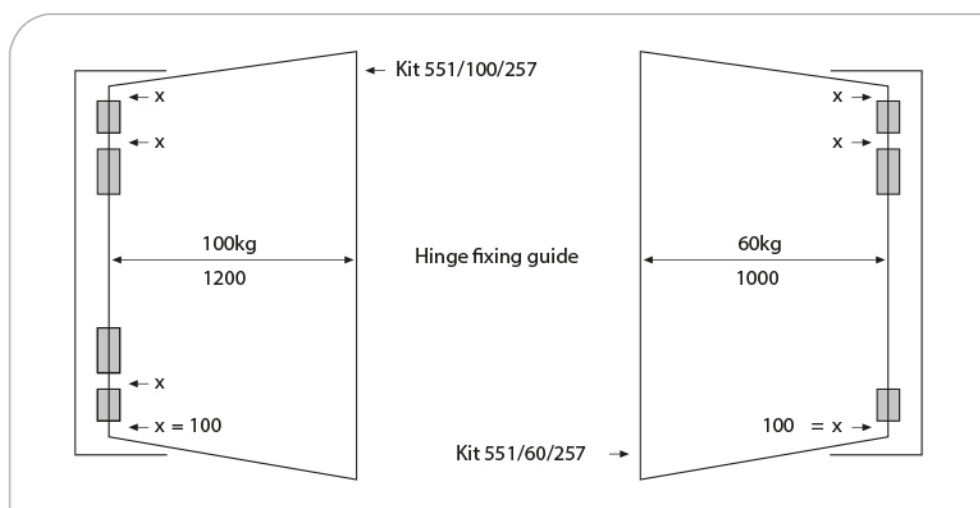 ← Kit 551/100/257
← x
x →
← x
x →
100kg
1200
Hinge fixing guide
60kg
1000
← x
← x = 100
100 = x →
Kit 551/60/257 →